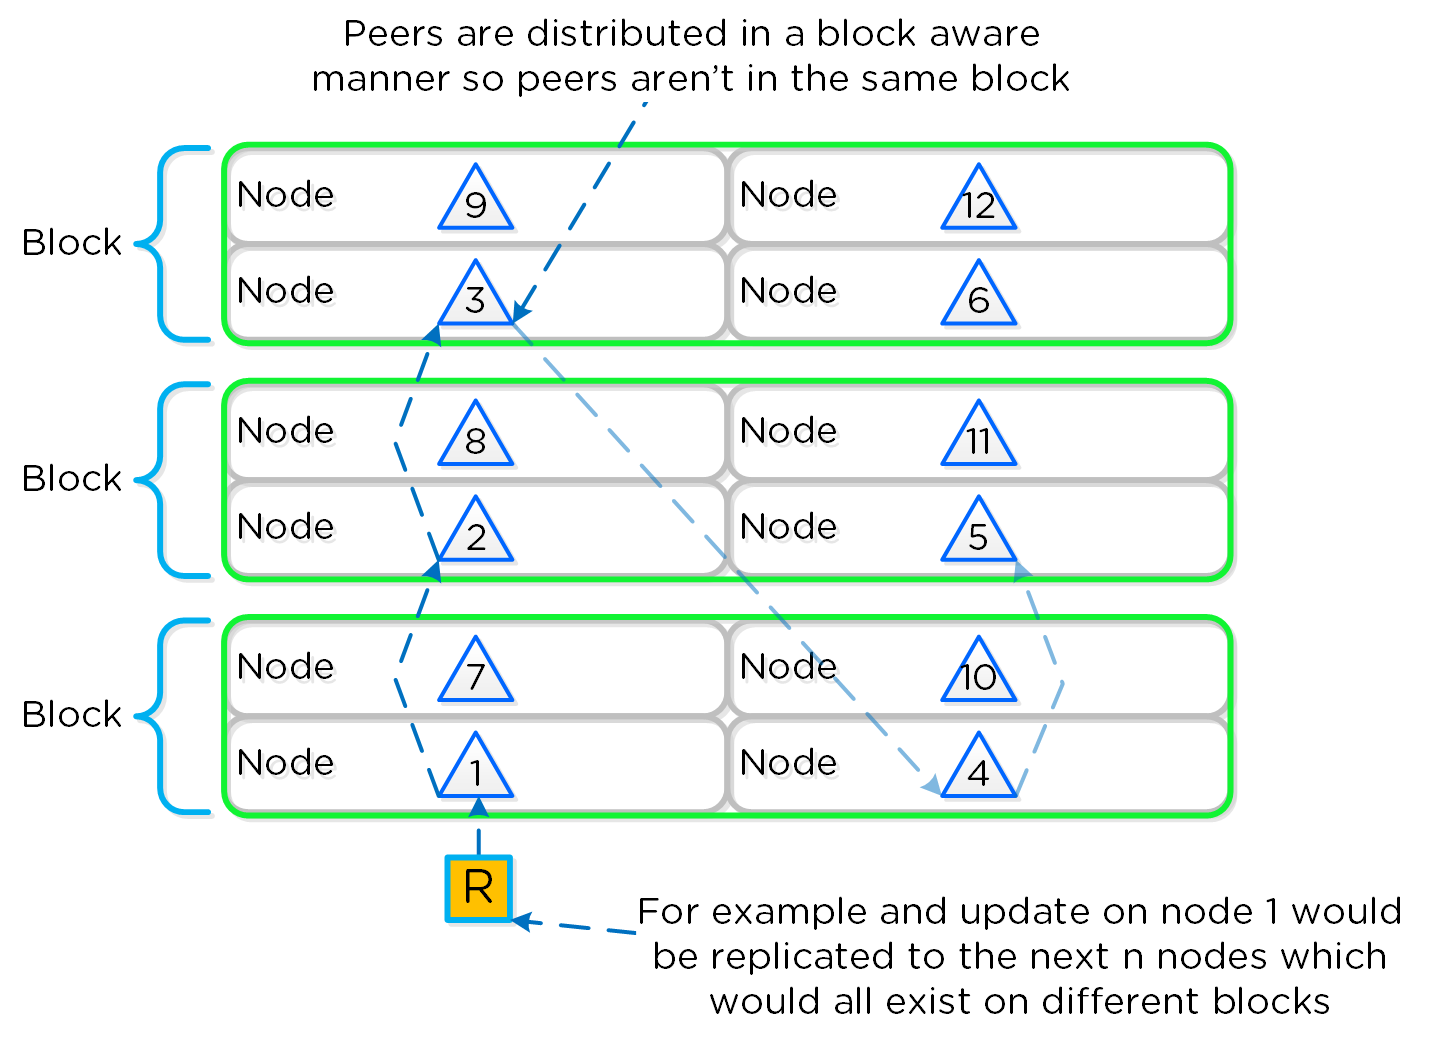 Peers are distributed in a block aware
manner so peers aren't in the same block
Block
Node 9 Node 12
Node 3 Node 6
Block
Node 8 Node 11
Node 2 Node 5
Block
Node 7 Node 10
Node 1 Node 4
R
For example and update on node 1 would
be replicated to the next n nodes which
would all exist on different blocks